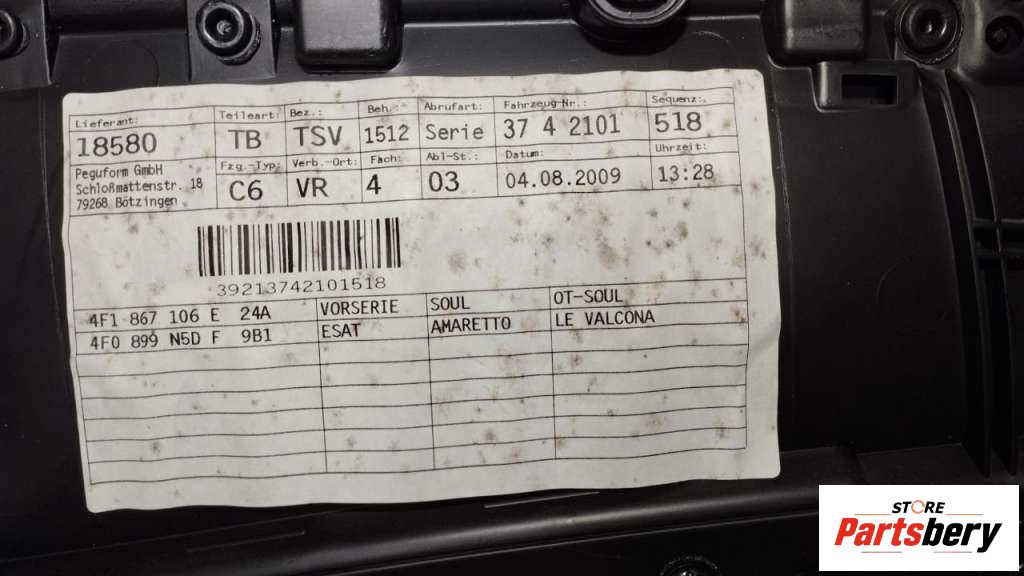 Lieferant: Teileart: Bez.: Beh. Abrufart: Fahrzeug-Nr.: Sequenz:
18580 TB TSV 1512 Serie 37 4 2101 518
Peguform GmbH Fzg.-Typ: Verb.-Ort: Fach: Abl-St.: Datum: Uhrzeit:
Schloßmattenstr. 18 C6 VR 4 03 04.08.2009 13:28
79268 Bötzingen
39213742101518
4F1 867 106 E 24A VORSERIE SOUL OT-SOUL
4F0 899 N5D F 9B1 ESAT AMARETTO LE VALCONA
STORE
Partsbery